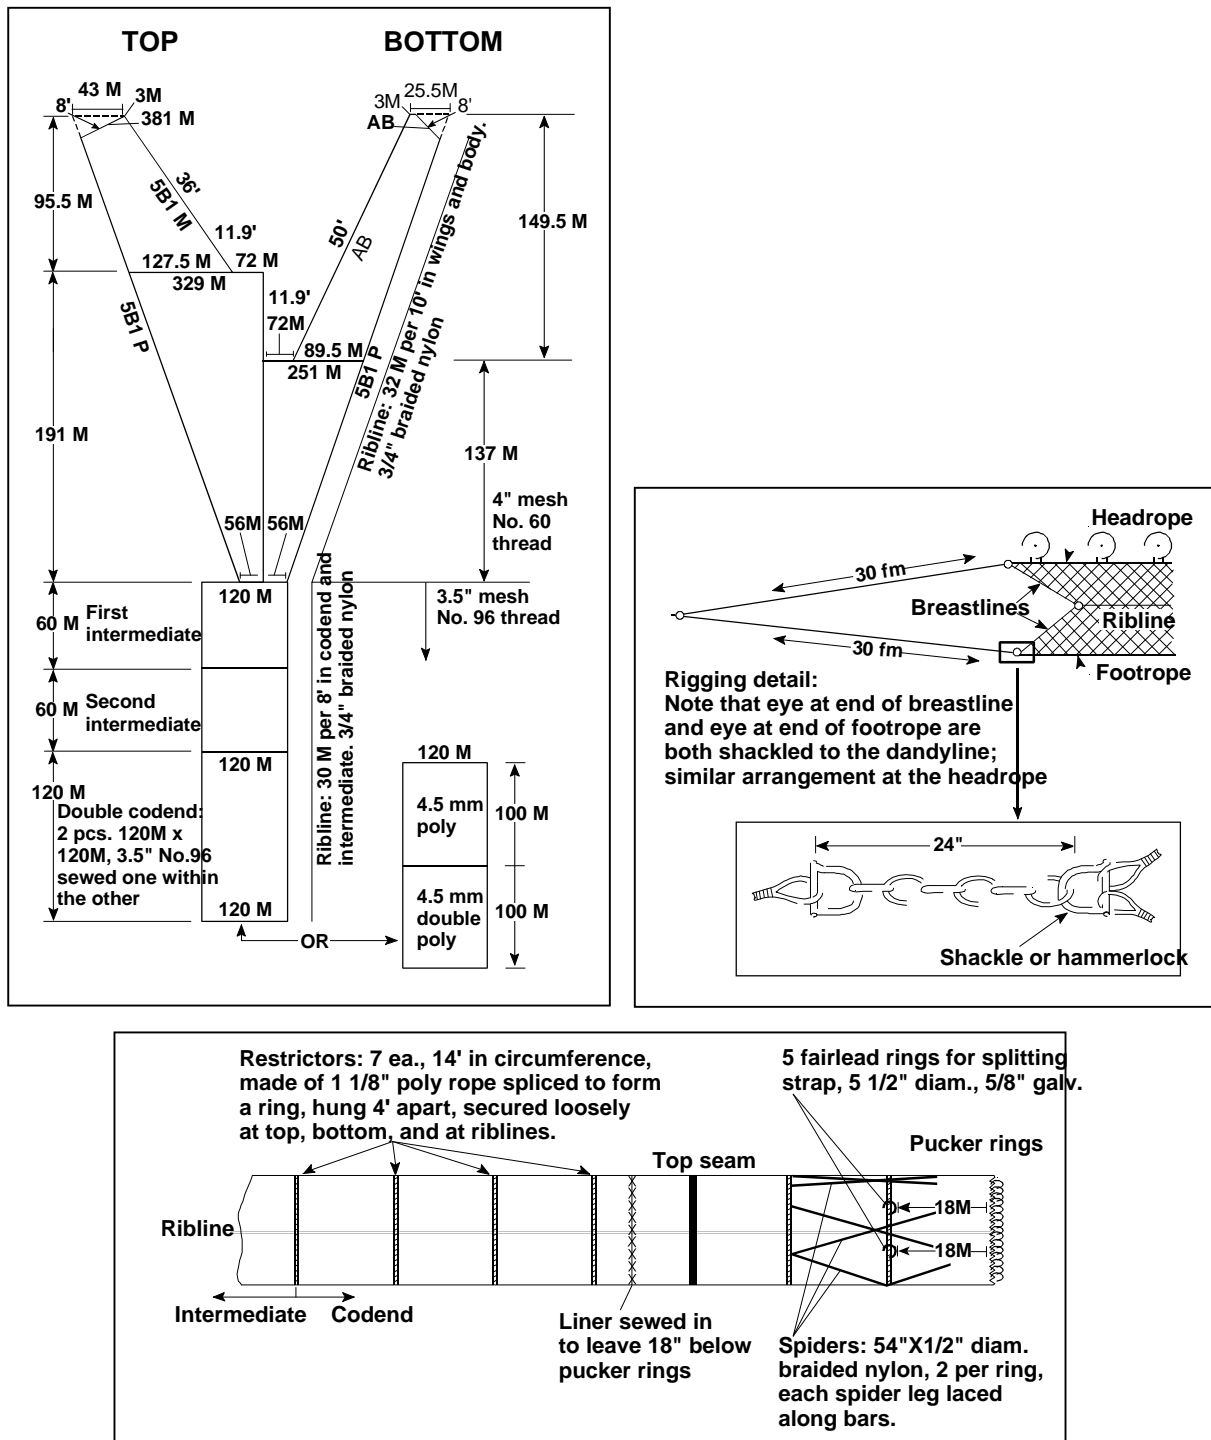 TOP
BOTTOM
43 M
8'
3M
381 M
95.5 M
36'
5B1 M
11.9'
127.5 M
72 M
329 M
5B1 P
191 M
25.5M
3M
8'
AB
50'
AB
149.5 M
11.9'
72M
89.5 M
251 M
5B1 P
Ribline: 32 M per 10' in wings and body.
3/4" braided nylon
137 M
4" mesh
No. 60
thread
56M
56M
120 M
3.5" mesh
No. 96 thread
60 M
First
intermediate
60 M
Second
intermediate
Ribline: 30 M per 8' in codend and
intermediate. 3/4" braided nylon
120 M
120 M
Double codend:
2 pcs. 120M x
120M, 3.5" No.96
sewed one within
the other
120 M
OR
120 M
4.5 mm
poly
100 M
4.5 mm
double
poly
100 M
Headrope
30 fm
Breastlines
Ribline
30 fm
Footrope
Rigging detail:
Note that eye at end of breastline
and eye at end of footrope are
both shackled to the dandyline;
similar arrangement at the headrope
24"
Shackle or hammerlock
Restrictors: 7 ea., 14' in circumference,
made of 1 1/8" poly rope spliced to form
a ring, hung 4' apart, secured loosely
at top, bottom, and at riblines.
5 fairlead rings for splitting
strap, 5 1/2" diam., 5/8" galv.
Top seam
Pucker rings
18M
Ribline
18M
Intermediate
Codend
Liner sewed in
to leave 18" below
pucker rings
Spiders: 54"X1/2" diam.
braided nylon, 2 per ring,
each spider leg laced
along bars.